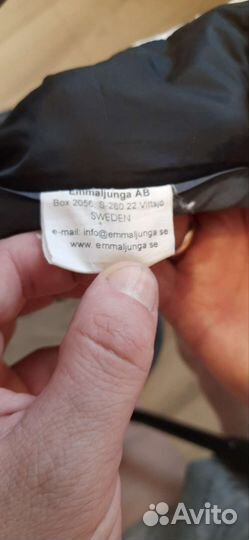 Emmaljunga AB
Box 2056, S-280 22 Vittsjö
SWEDEN
e-mail: info@emmaljunga.se
www.emmaljunga.se
Avito